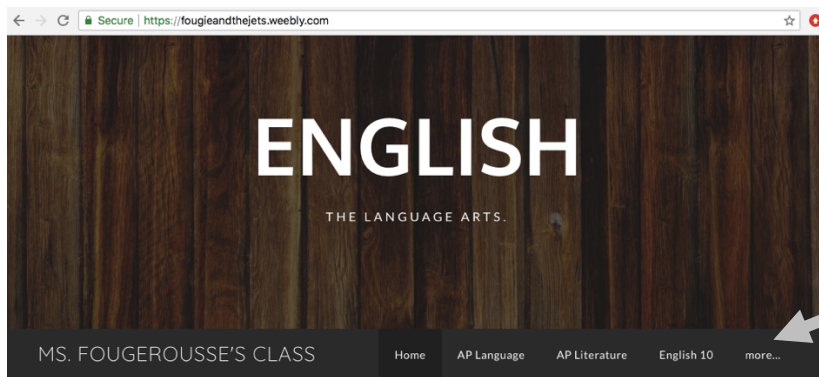 Secure | https://fougieandthejets.weebly.com
ENGLISH
THE LANGUAGE ARTS.
MS. FOUGEROUSSE'S CLASS Home AP Language AP Literature English 10 more...